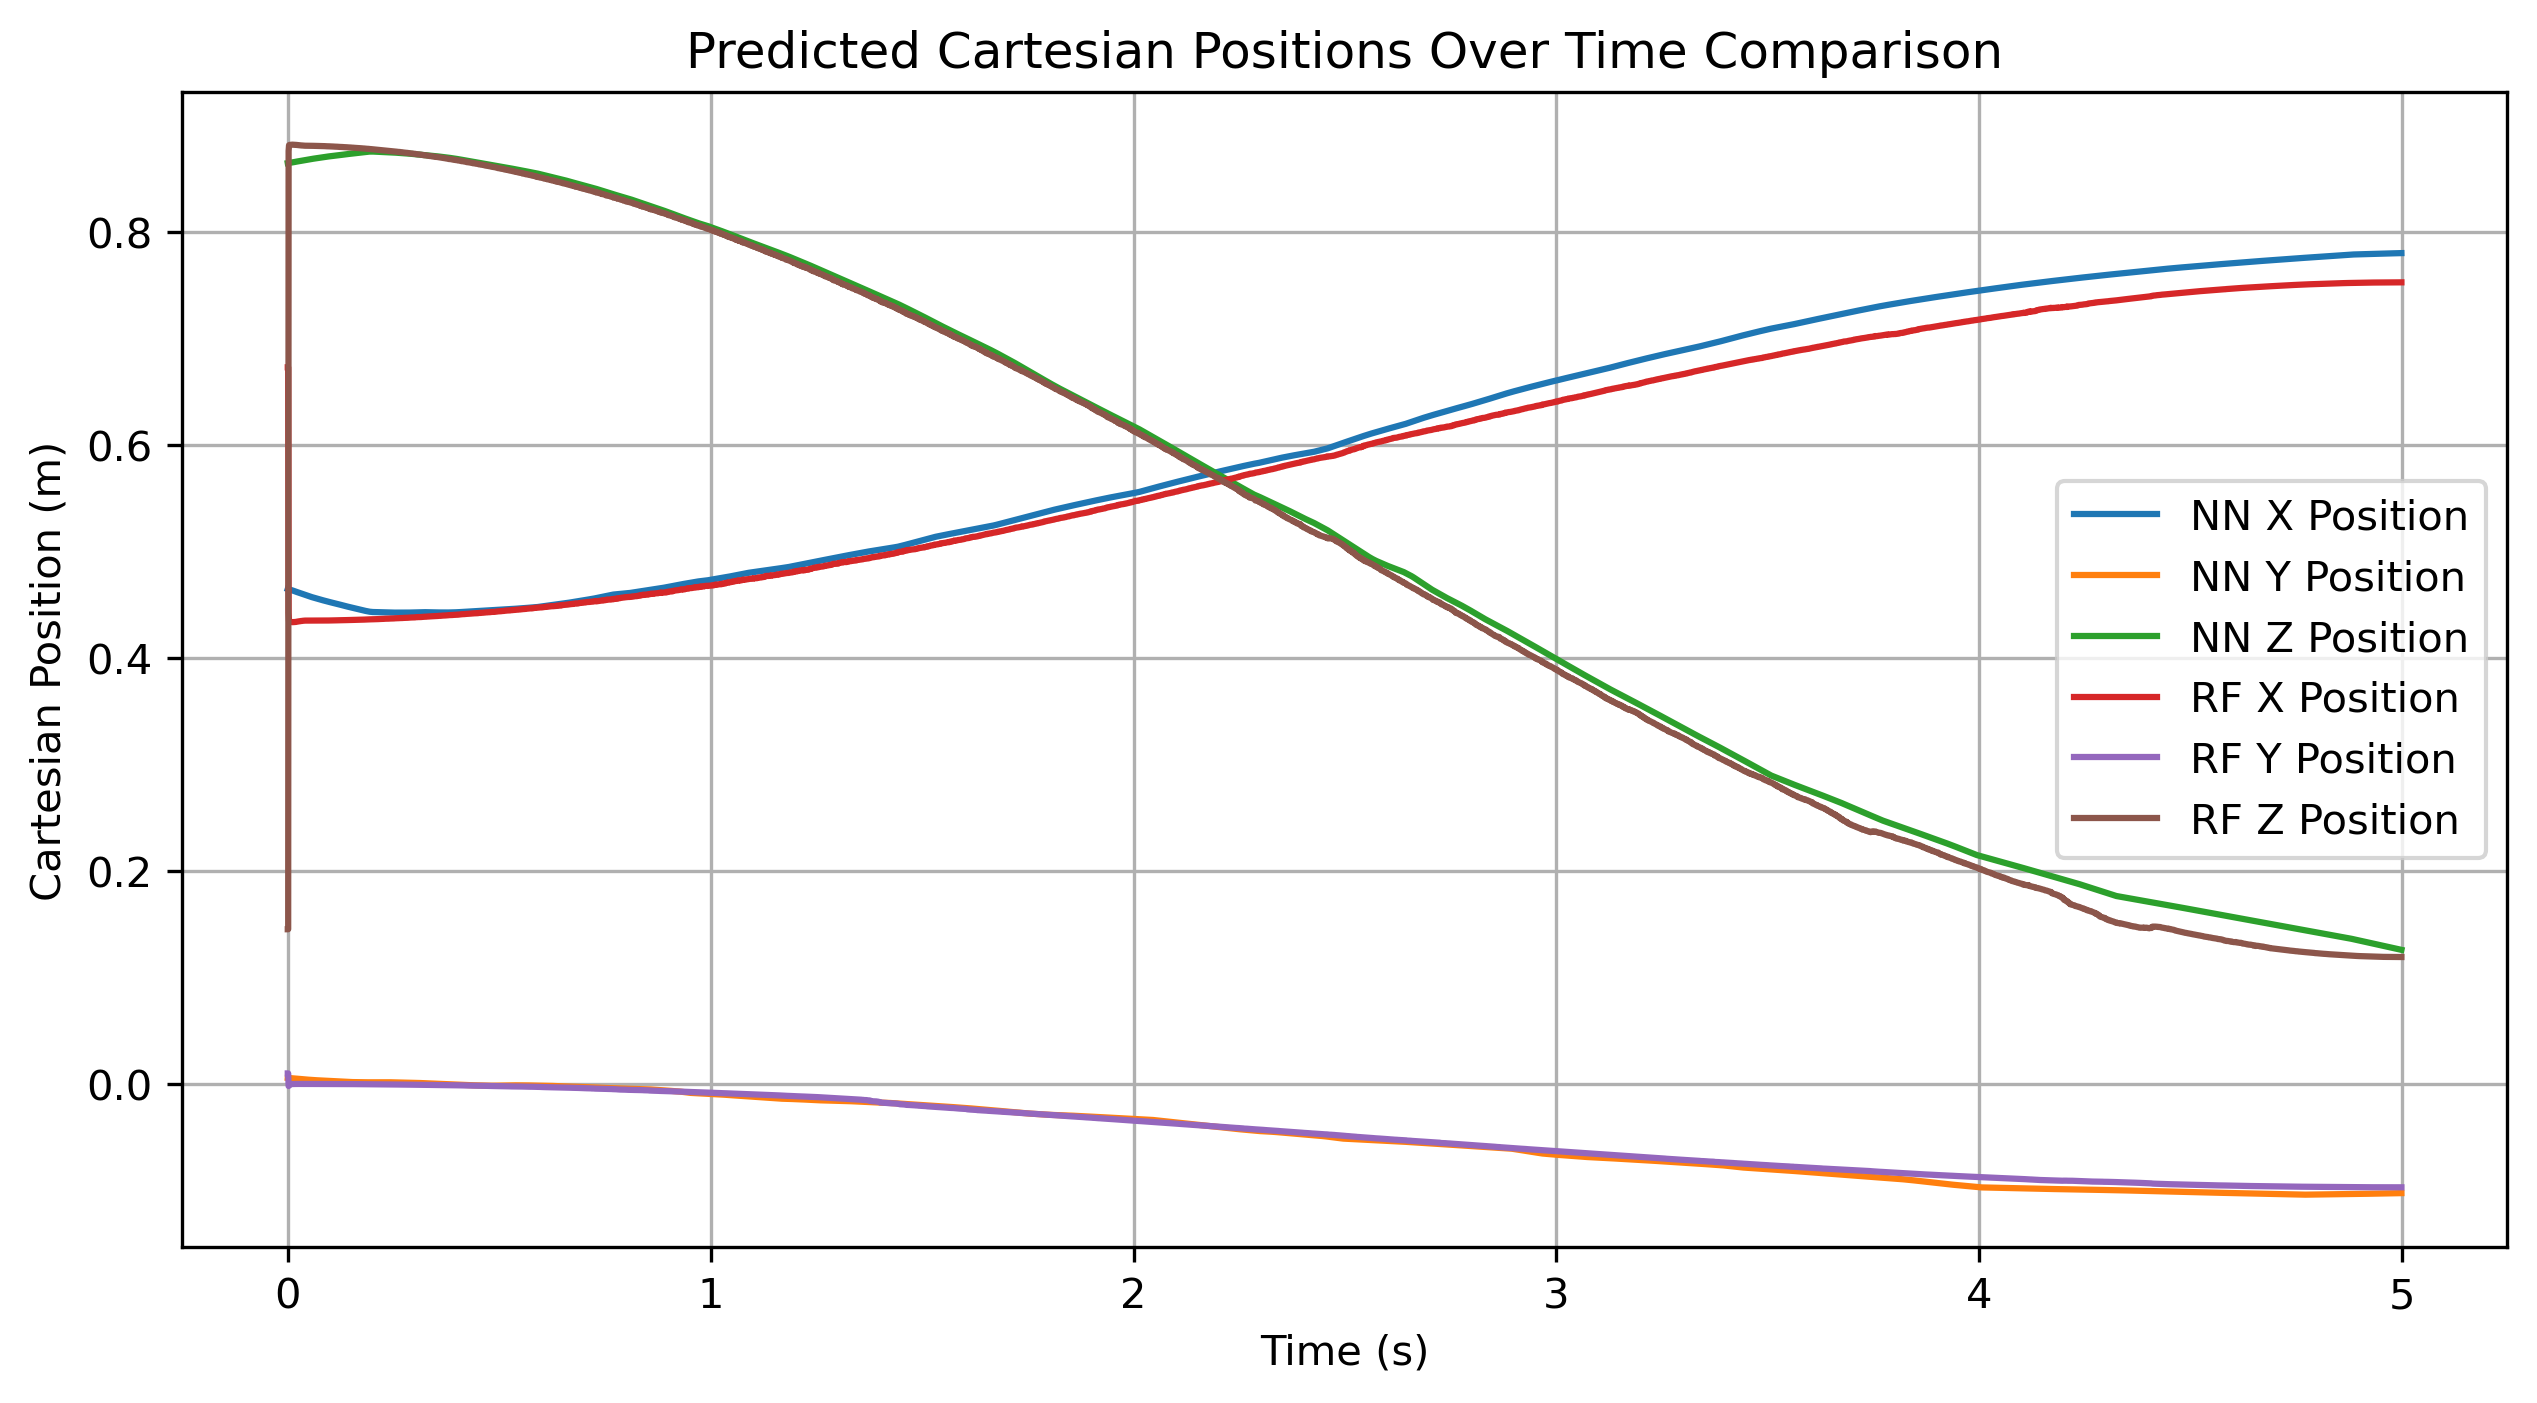 Predicted Cartesian Positions Over Time Comparison
Cartesian Position (m)
0.8
0.6
0.4
0.2
0.0
NN X Position
NN Y Position
NN Z Position
RF X Position
RF Y Position
RF Z Position
0 1 2 3 4 5
Time (s)